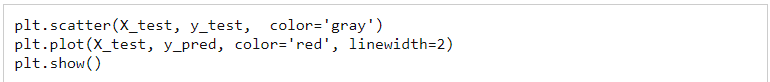 plt.scatter(X_test, y_test,  color='gray')
plt.plot(X_test, y_pred, color='red', linewidth=2)
plt.show()